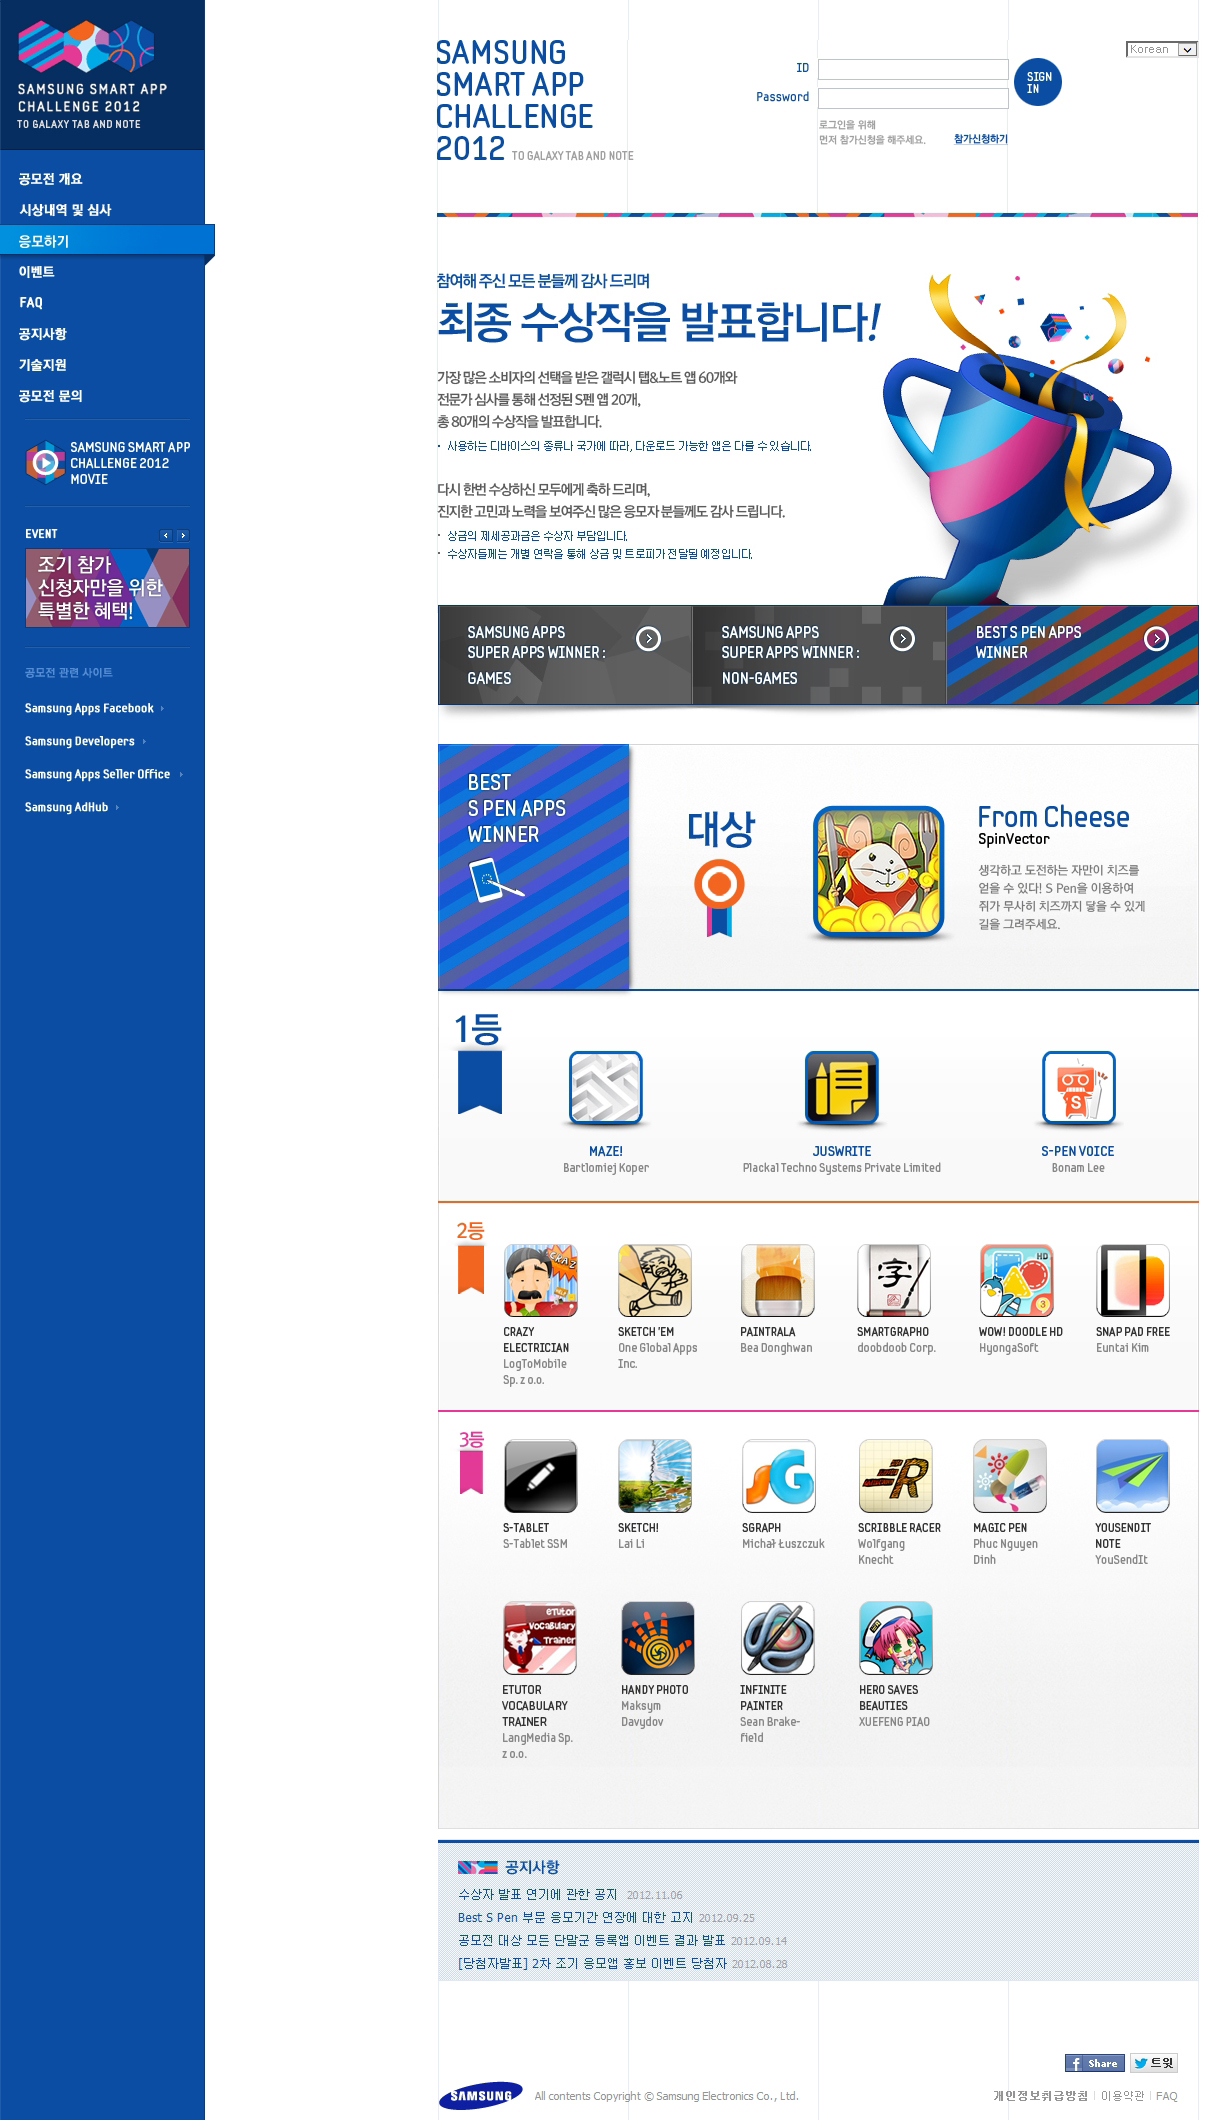 SAMSUNG SMART APP
CHALLENGE 2012
TO GALAXY TAB AND NOTE
공모전 개요
시상내역 및 심사
응모하기
이벤트
FAQ
공지사항
기술지원
공모전 문의
SAMSUNG SMART APP
CHALLENGE 2012
MOVIE
EVENT
조기 참가
신청자만을 위한
특별한 혜택!
공모전 관련 사이트
Samsung Apps Facebook
Samsung Developers
Samsung Apps Seller Office
Samsung AdHub
SAMSUNG
SMART APP
CHALLENGE
2012 TO GALAXY TAB AND NOTE
ID
Password
SIGN
IN
로그인을 위해
먼저 참가신청을 해주세요. 참가신청하기
Korean
참여해 주신 모든 분들께 감사 드리며
최종 수상작을 발표합니다!
가장 많은 소비자의 선택을 받은 갤럭시 탭&노트 앱 60개와
전문가 심사를 통해 선정된 S펜 앱 20개,
총 80개의 수상작을 발표합니다.
· 사용하는 디바이스의 종류나 국가에 따라, 다운로드 가능한 앱은 다를 수 있습니다.
다시 한번 수상하신 모두에게 축하 드리며,
진지한 고민과 노력을 보여주신 많은 응모자 분들께도 감사 드립니다.
· 상금의 제세공과금은 수상자 부담입니다.
· 수상자들께는 개별 연락을 통해 상금 및 트로피가 전달될 예정입니다.
SAMSUNG APPS
SUPER APPS WINNER :
GAMES
SAMSUNG APPS
SUPER APPS WINNER :
NON-GAMES
BEST S PEN APPS
WINNER
BEST
S PEN APPS
WINNER
대상
From Cheese
SpinVector
생각하고 도전하는 자만이 치즈를
얻을 수 있다! S Pen을 이용하여
쥐가 무사히 치즈까지 닿을 수 있게
길을 그려주세요.
1등
S
MAZE!
Bartlomiej Koper
JUSWRITE
Plackal Techno Systems Private Limited
S-PEN VOICE
Bonam Lee
2등
CRAZ
字
HD
3
CRAZY
ELECTRICIAN
LogToMobile
Sp. z o.o.
SKETCH 'EM
One Global Apps
Inc.
PAINTRALA
Bea Donghwan
SMARTGRAPHO
doobdoob Corp.
WOW! DOODLE HD
HyongaSoft
SNAP PAD FREE
Euntai Kim
3등
SG
R
S-TABLET
S-Tablet SSM
SKETCH!
Lai Li
SGRAPH
Michał Łuszczuk
SCRIBBLE RACER
Wolfgang
Knecht
MAGIC PEN
Phuc Nguyen
Dinh
YOUSENDIT
NOTE
YouSendIt
eTutor
Vocabulary
Trainer
ETUTOR
VOCABULARY
TRAINER
LangMedia Sp.
z o.o.
HANDY PHOTO
Maksym
Davydov
INFINITE
PAINTER
Sean Brake-
field
HERO SAVES
BEAUTIES
XUEFENG PIAO
공지사항
수상자 발표 연기에 관한 공지 2012.11.06
Best S Pen 부문 응모기간 연장에 대한 고지 2012.09.25
공모전 대상 모든 단말군 등록앱 이벤트 결과 발표 2012.09.14
[당첨자발표] 2차 조기 응모앱 홍보 이벤트 당첨자 2012.08.28
f Share
트윗
SAMSUNG
All contents Copyright © Samsung Electronics Co., Ltd.
개인정보취급방침 | 이용약관 | FAQ